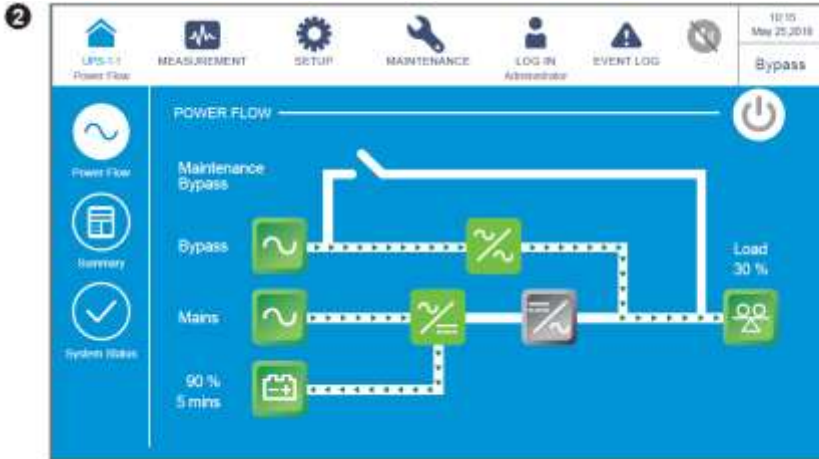 2
UPS-1-1
Power Flow
MEASUREMENT
SETUP
MAINTENANCE
LOG IN
Administrator
EVENT LOG
10:15
May 25,2018
Bypass
POWER FLOW
Power Flow
Summary
System Status
Maintenance
Bypass
Bypass
Mains
90 %
5 mins
Load
30 %